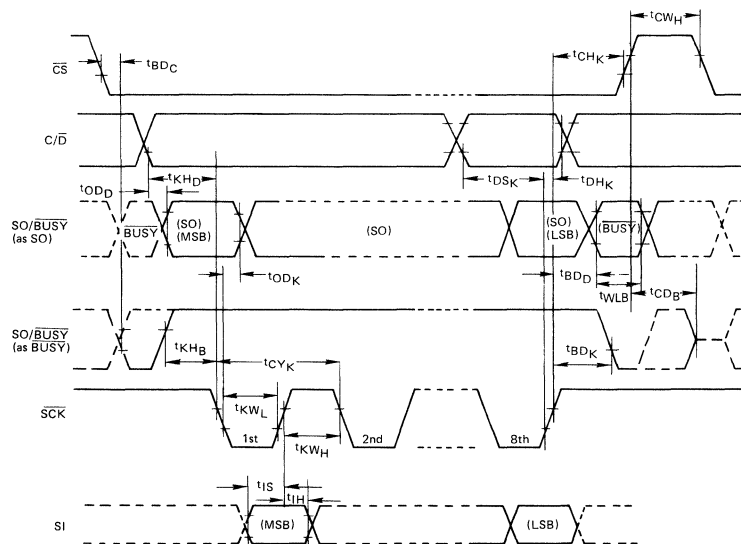 tCWH
CS
tBDC
tCHK
C/D
tKHD
tDSK
tDHK
tODD
SO/BUSY
(as SO)
BUSY
(SO)
(MSB)
(SO)
(SO)
(LSB)
(BUSY)
tODK
tBDD
tWLB
tCDB
SO/BUSY
(as BUSY)
tKHB
tCYK
tBDK
SCK
tKWL
1st
2nd
8th
tKWH
tIS
tIH
SI
(MSB)
(LSB)